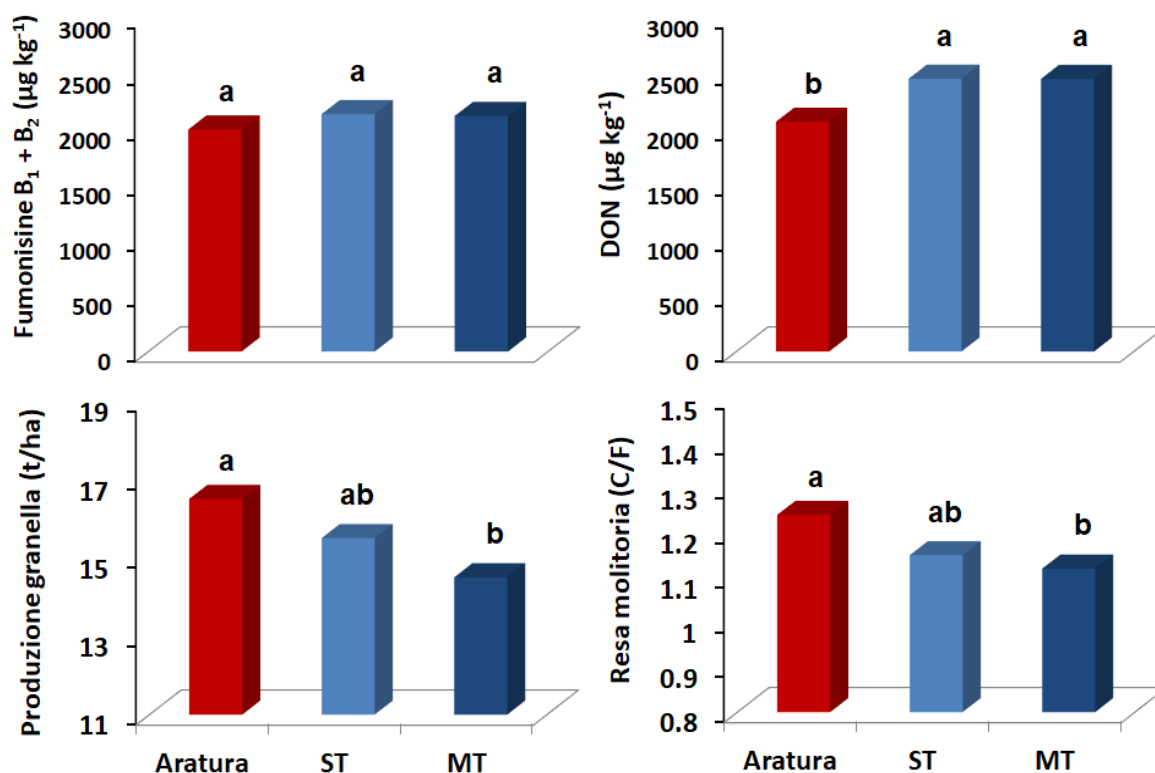 Fumonisine B₁ + B₂ (µg kg⁻¹)
3000
2500
2000
1500
1000
500
0
a
a
a
DON (µg kg⁻¹)
3000
2500
2000
1500
1000
500
0
b
a
a
Produzione granella (t/ha)
19
17
15
13
11
a
ab
b
Aratura ST MT
Resa molitoria (C/F)
1.5
1.4
1.3
1.2
1.1
1
0.9
0.8
a
ab
b
Aratura ST MT